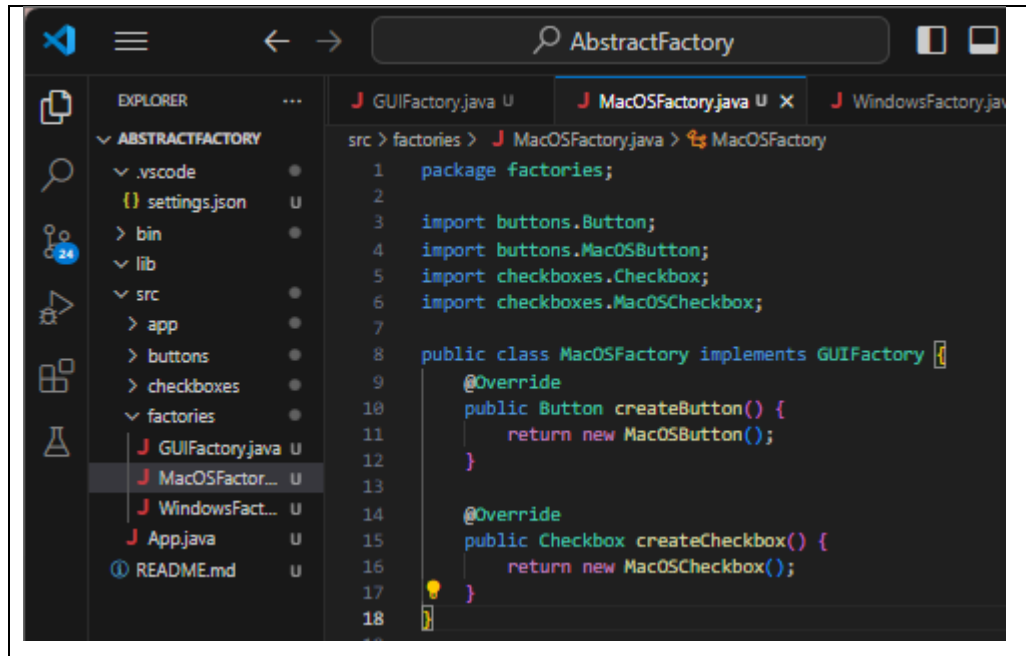 AbstractFactory
EXPLORER ...
ABSTRACTFACTORY
.vscode
{} settings.json U
bin
24
lib
src
app
buttons
checkboxes
factories
J GUIFactory.java U
J MacOSFactor... U
J WindowsFact... U
J App.java U
README.md U
J GUIFactory.java U J MacOSFactory.java U × J WindowsFactory.jav
src > factories > J MacOSFactory.java > MacOSFactory
1 package factories;
2
3 import buttons.Button;
4 import buttons.MacOSButton;
5 import checkboxes.Checkbox;
6 import checkboxes.MacOSCheckbox;
7
8 public class MacOSFactory implements GUIFactory {
9 @Override
10 public Button createButton() {
11 return new MacOSButton();
12 }
13
14 @Override
15 public Checkbox createCheckbox() {
16 return new MacOSCheckbox();
17 }
18 }